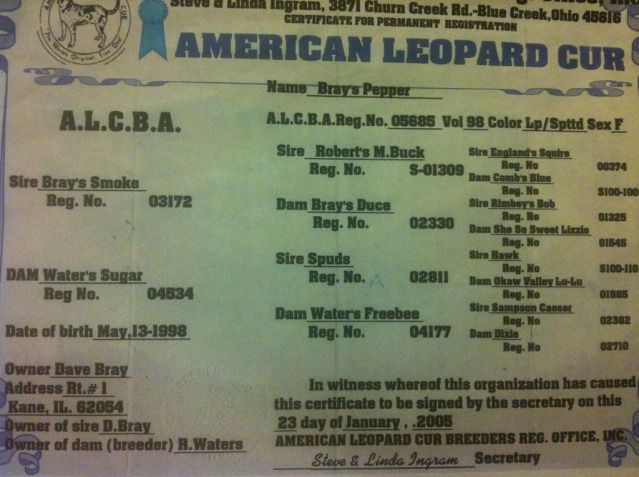 Steve & Linda Ingram, 3871 Churn Creek Rd.-Blue Creek, Ohio 45616
CERTIFICATE FOR PERMANENT REGISTRATION
AMERICAN LEOPARD CUR
Name Bray's Pepper
A.L.C.B.A.
A.L.C.B.A.Reg.No. 05685 Vol 98 Color Lp/Spttd Sex F
Sire Bray's Smoke
Reg. No. 03172
DAM Water's Sugar
Reg No. 04534
Date of birth May,13-1998
Sire Robert's M.Buck
Reg. No. S-01309
Dam Bray's Duce
Reg. No. 02330
Sire Spuds
Reg. No. 02811
Dam Water's Freebee
Reg. No. 04177
Sire England's Squire
Reg. No 00374
Dam Comb's Blue
Reg. No S100-100
Sire Rimbey's Bob
Reg. No 01325
Dam She So Sweet Lizzie
Reg. No 01545
Sire Hawk
Reg. No S100-110
Dam Okaw Valley Lu-Lu
Reg. No 01885
Sire Sampson Caeser
Reg. No 02382
Dam Dixie
Reg. No 02710
Owner Dave Bray
Address Rt.# 1
Kane, IL. 62054
Owner of sire D.Bray
Owner of dam (breeder) R.Waters
In witness whereof this organization has caused
this certificate to be signed by the secretary on this
23 day of January , .2005
AMERICAN LEOPARD CUR BREEDERS REG. OFFICE, INC.
Steve & Linda Ingram Secretary